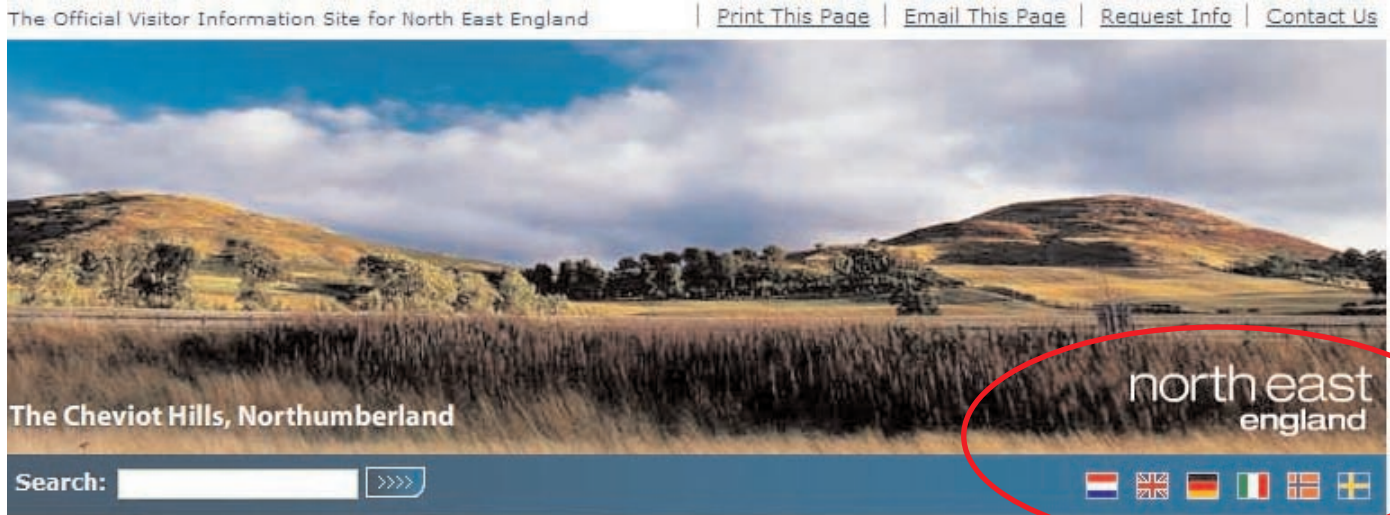 The Official Visitor Information Site for North East England | Print This Page | Email This Page | Request Info | Contact Us
north east
england
The Cheviot Hills, Northumberland
Search: >>>>